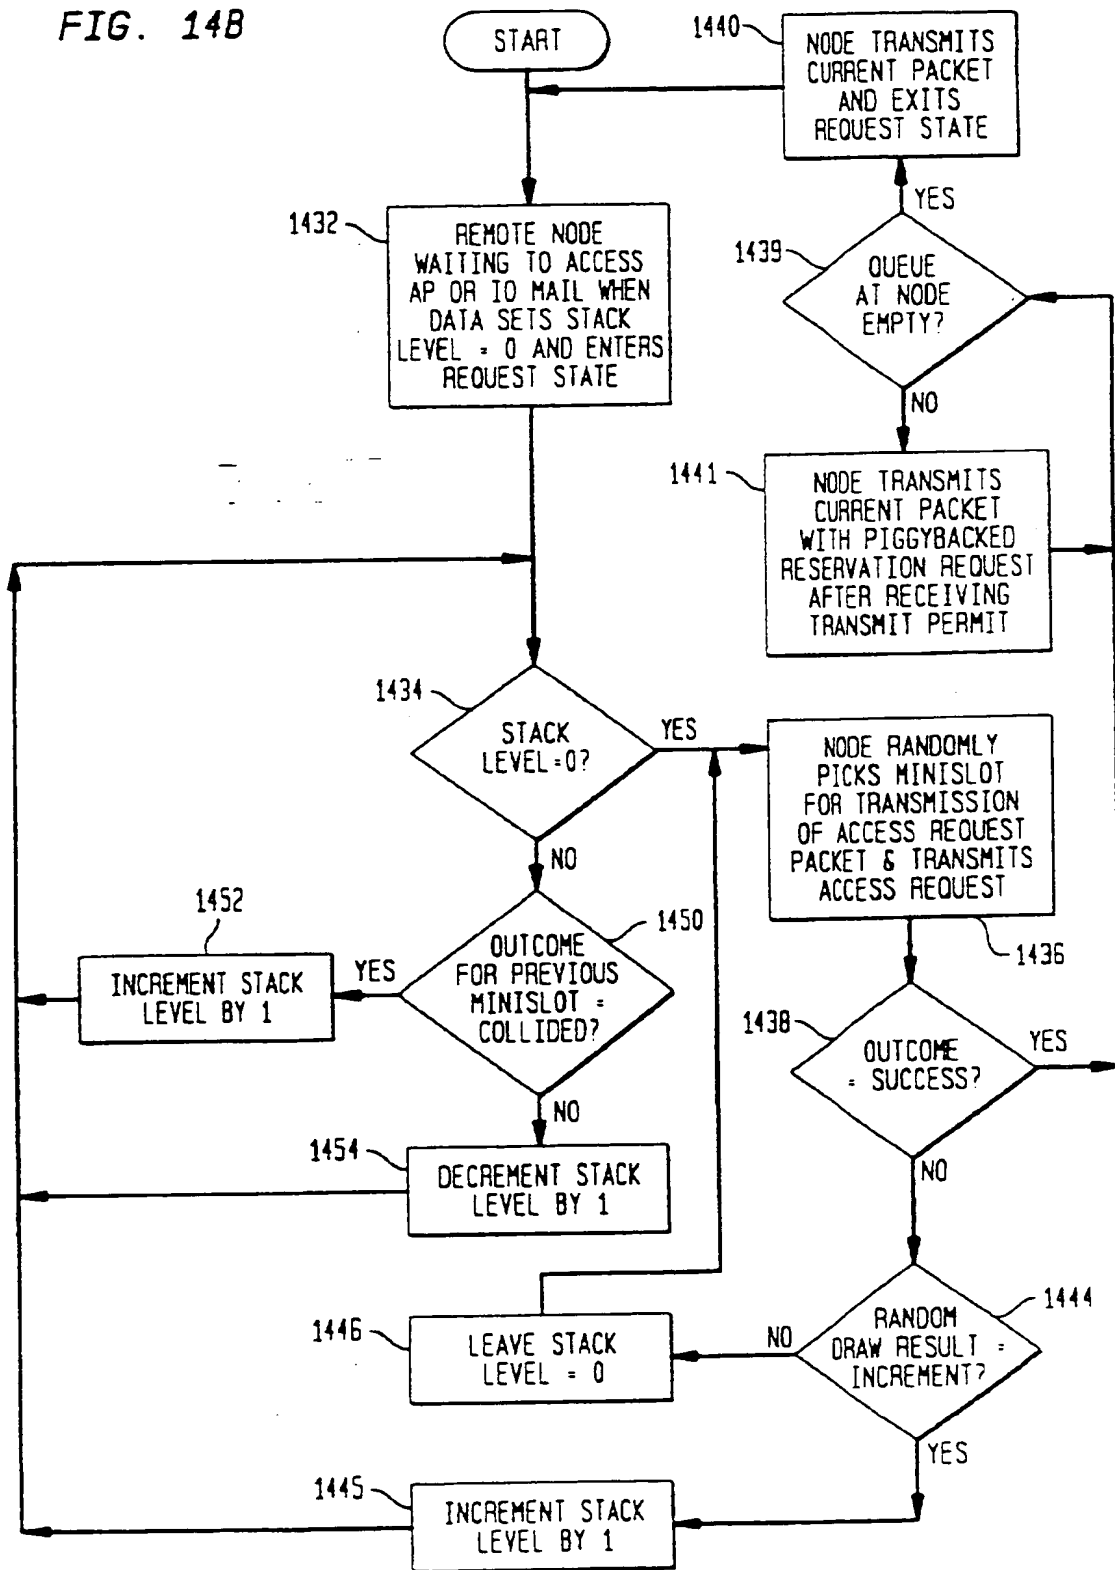 FIG. 14B
START
1440
NODE TRANSMITS
CURRENT PACKET
AND EXITS
REQUEST STATE
YES
1432
REMOTE NODE
WAITING TO ACCESS
AP OR IO MAIL WHEN
DATA SETS STACK
LEVEL = 0 AND ENTERS
REQUEST STATE
1439
QUEUE
AT NODE
EMPTY?
NO
1441
NODE TRANSMITS
CURRENT PACKET
WITH PIGGYBACKED
RESERVATION REQUEST
AFTER RECEIVING
TRANSMIT PERMIT
1434
STACK
LEVEL=0?
YES
NO
NODE RANDOMLY
PICKS MINISLOT
FOR TRANSMISSION
OF ACCESS REQUEST
PACKET & TRANSMITS
ACCESS REQUEST
1436
1452
INCREMENT STACK
LEVEL BY 1
YES
1450
OUTCOME
FOR PREVIOUS
MINISLOT =
COLLIDED?
NO
1438
OUTCOME
= SUCCESS?
YES
NO
1454
DECREMENT STACK
LEVEL BY 1
1446
LEAVE STACK
LEVEL = 0
NO
1444
RANDOM
DRAW RESULT =
INCREMENT?
YES
1445
INCREMENT STACK
LEVEL BY 1